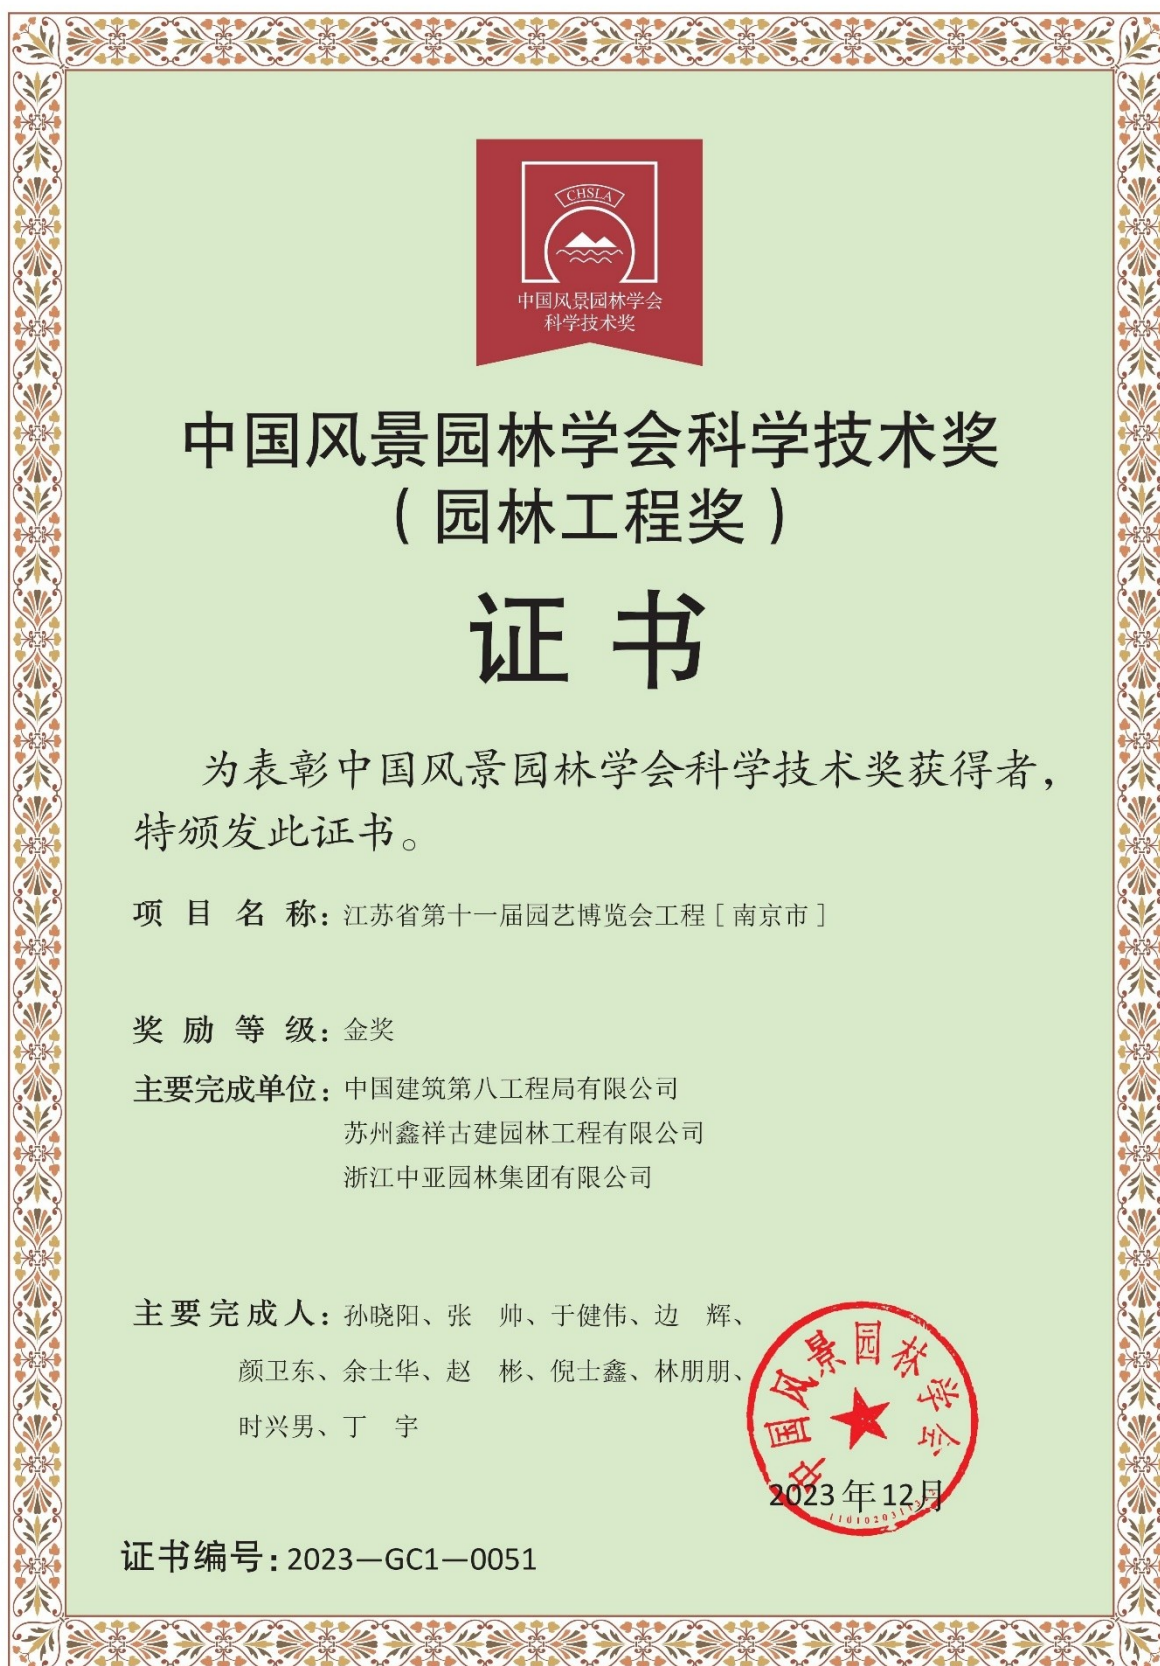 CHSLA
中国风景园林学会
科学技术奖
中国风景园林学会科学技术奖
（园林工程奖）
证书
为表彰中国风景园林学会科学技术奖获得者，
特颁发此证书。
项目名称：江苏省第十一届园艺博览会工程［南京市］
奖励等级：金奖
主要完成单位：中国建筑第八工程局有限公司
苏州鑫祥古建园林工程有限公司
浙江中亚园林集团有限公司
主要完成人：孙晓阳、张　帅、于健伟、边　辉、
颜卫东、余士华、赵　彬、倪士鑫、林朋朋、
时兴男、丁　宇
中国风景园林学会
2023年12月
证书编号：2023—GC1—0051